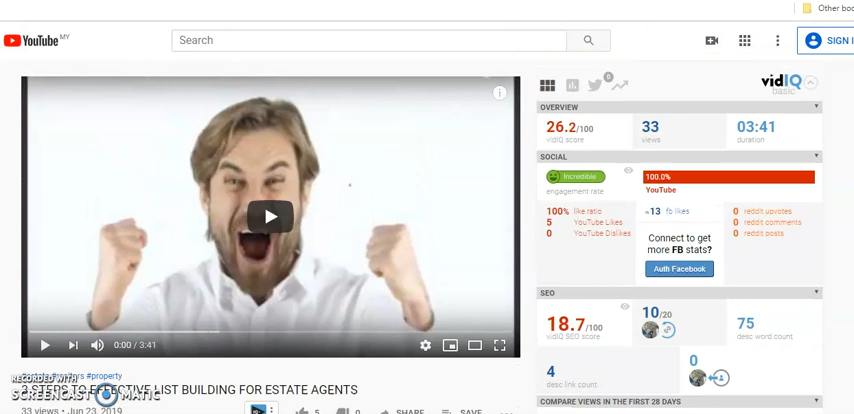 Other boo
YouTube MY
Search
SIGN I
vidIQ
basic
0
OVERVIEW
26.2/100
vidIQ score
33
views
03:41
duration
SOCIAL
Incredible
engagement rate
100.0%
YouTube
100% like ratio
5 YouTube Likes
0 YouTube Dislikes
13 fb likes
Connect to get
more FB stats?
Auth Facebook
0 reddit upvotes
0 reddit comments
0 reddit posts
SEO
18.7/100
vidIQ SEO score
10/20
75
desc word count
4
desc link count
0
COMPARE VIEWS IN THE FIRST 28 DAYS
0:00 / 3:41
#property
RECORDED WITH
SCREENCAST MATIC
3 STEPS TO EFFECTIVE LIST BUILDING FOR ESTATE AGENTS
33 views • Jun 23, 2019
5
0
SHARE
SAVE